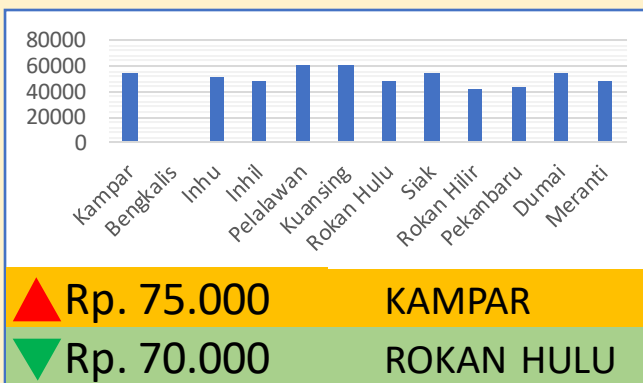 80000
60000
40000
20000
0
Kampar
Bengkalis
Inhu
Inhil
Pelalawan
Kuansing
Rokan Hulu
Siak
Rokan Hilir
Pekanbaru
Dumai
Meranti
Rp. 75.000 KAMPAR
Rp. 70.000 ROKAN HULU